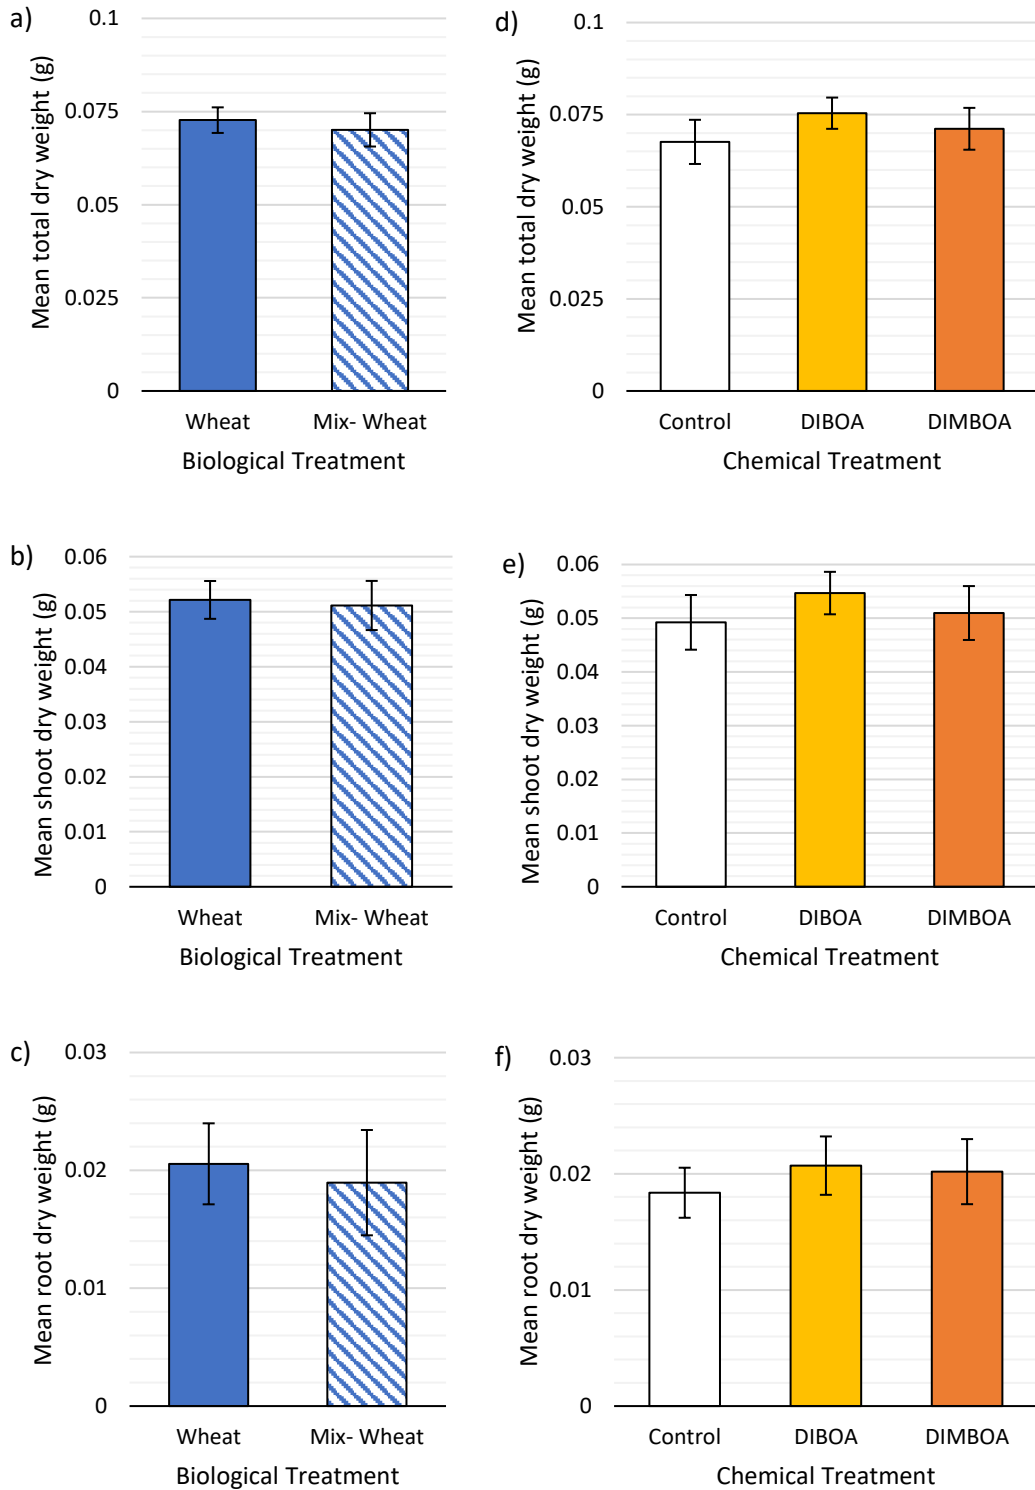 a)
Mean total dry weight (g)
0.1
0.075
0.05
0.025
0
Wheat
Mix- Wheat
Biological Treatment
d)
Mean total dry weight (g)
0.1
0.075
0.05
0.025
0
Control
DIBOA
DIMBOA
Chemical Treatment
b)
Mean shoot dry weight (g)
0.06
0.05
0.04
0.03
0.02
0.01
0
Wheat
Mix- Wheat
Biological Treatment
e)
Mean shoot dry weight (g)
0.06
0.05
0.04
0.03
0.02
0.01
0
Control
DIBOA
DIMBOA
Chemical Treatment
c)
Mean root dry weight (g)
0.03
0.02
0.01
0
Wheat
Mix- Wheat
Biological Treatment
f)
Mean root dry weight (g)
0.03
0.02
0.01
0
Control
DIBOA
DIMBOA
Chemical Treatment